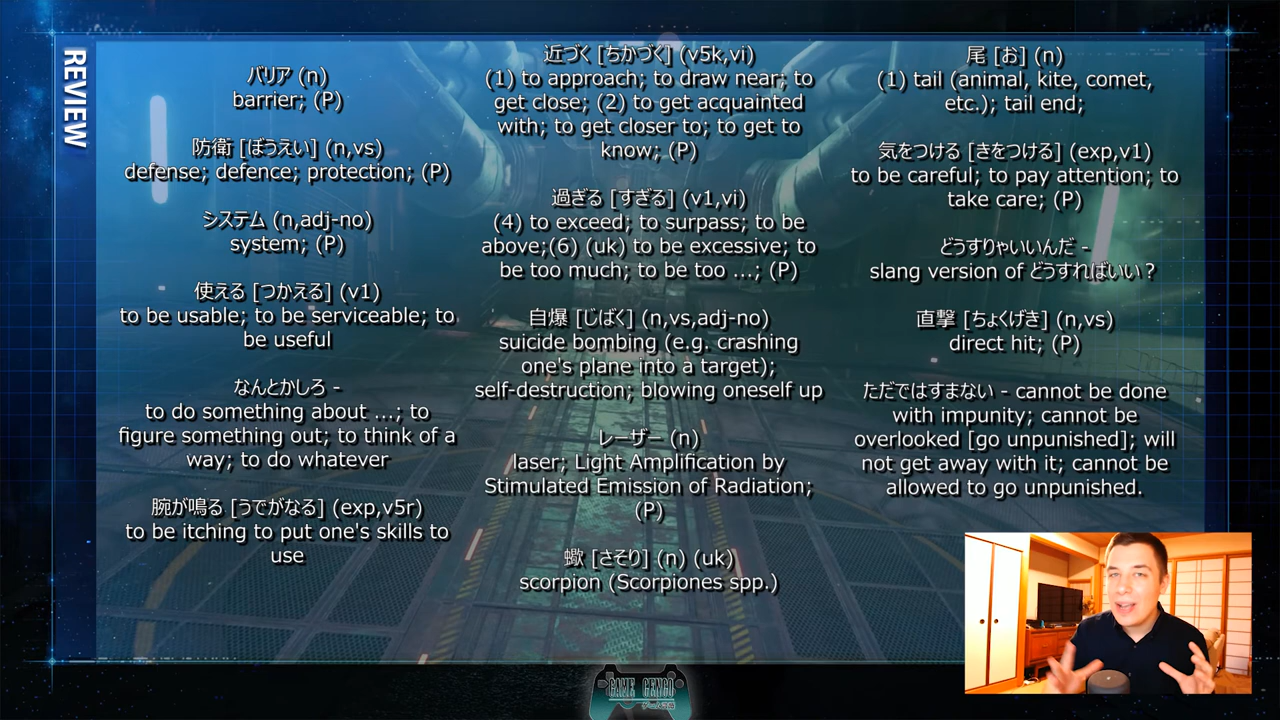 REVIEW
バリア (n)
barrier; (P)
防衛 [ぼうえい] (n,vs)
defense; defence; protection; (P)
システム (n,adj-no)
system; (P)
使える [つかえる] (v1)
to be usable; to be serviceable; to
be useful
なんとかしろ -
to do something about ...; to
figure something out; to think of a
way; to do whatever
腕が鳴る [うでがなる] (exp,v5r)
to be itching to put one's skills to
use
近づく [ちかづく] (v5k,vi)
(1) to approach; to draw near; to
get close; (2) to get acquainted
with; to get closer to; to get to
know; (P)
過ぎる [すぎる] (v1,vi)
(4) to exceed; to surpass; to be
above;(6) (uk) to be excessive; to
be too much; to be too ...; (P)
自爆 [じばく] (n,vs,adj-no)
suicide bombing (e.g. crashing
one's plane into a target);
self-destruction; blowing oneself up
レーザー (n)
laser; Light Amplification by
Stimulated Emission of Radiation;
(P)
蠍 [さそり] (n) (uk)
scorpion (Scorpiones spp.)
尾 [お] (n)
(1) tail (animal, kite, comet,
etc.); tail end;
気をつける [きをつける] (exp,v1)
to be careful; to pay attention; to
take care; (P)
どうすりゃいいんだ -
slang version of どうすればいい？
直撃 [ちょくげき] (n,vs)
direct hit; (P)
ただではすまない - cannot be done
with impunity; cannot be
overlooked [go unpunished]; will
not get away with it; cannot be
allowed to go unpunished.
GAME GENGO
ゲーム言語